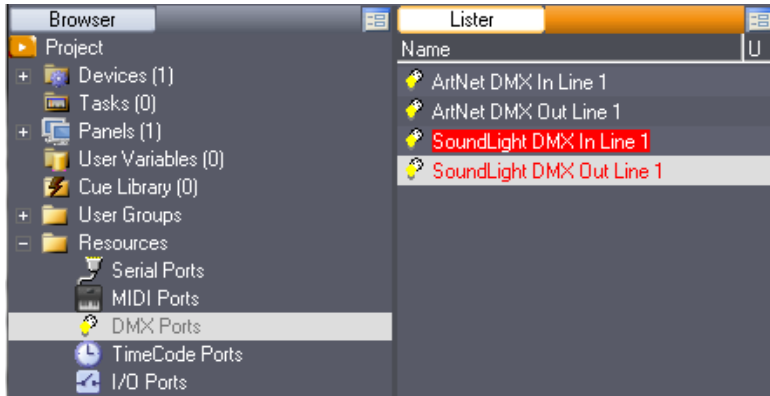 Browser
Project
Devices (1)
Tasks (0)
Panels (1)
User Variables (0)
Cue Library (0)
User Groups
Resources
Serial Ports
MIDI Ports
DMX Ports
TimeCode Ports
I/O Ports
Lister
Name U
ArtNet DMX In Line 1
ArtNet DMX Out Line 1
SoundLight DMX In Line 1
SoundLight DMX Out Line 1